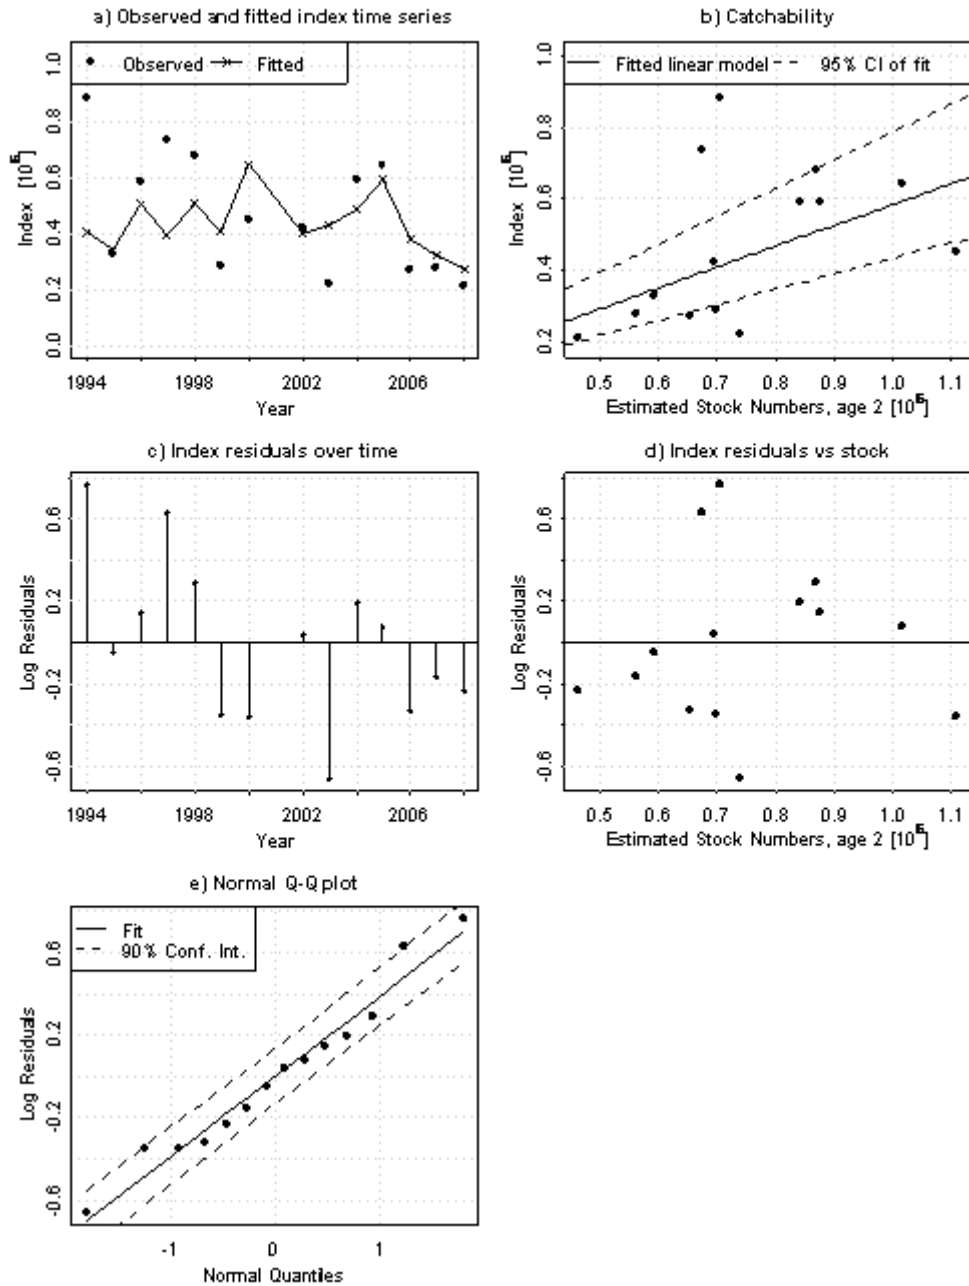 a) Observed and fitted index time series
Observed Fitted
Index [10
0.0 0.2 0.4 0.6 0.8 1.0
1994 1998 2002 2006
Year
b) Catchability
Fitted linear model 95% CI of fit
Index [10
0.2 0.4 0.6 0.8 1.0
0.5 0.6 0.7 0.8 0.9 1.0 1.1
Estimated Stock Numbers, age 2 [10
c) Index residuals over time
Log Residuals
-0.6 -0.2 0.2 0.6
1994 1998 2002 2006
Year
d) Index residuals vs stock
Log Residuals
-0.6 -0.2 0.2 0.6
0.5 0.6 0.7 0.8 0.9 1.0 1.1
Estimated Stock Numbers, age 2 [10
e) Normal Q-Q plot
Fit
90% Conf. Int.
Log Residuals
-0.6 -0.2 0.2 0.6
-1 0 1
Normal Quantiles